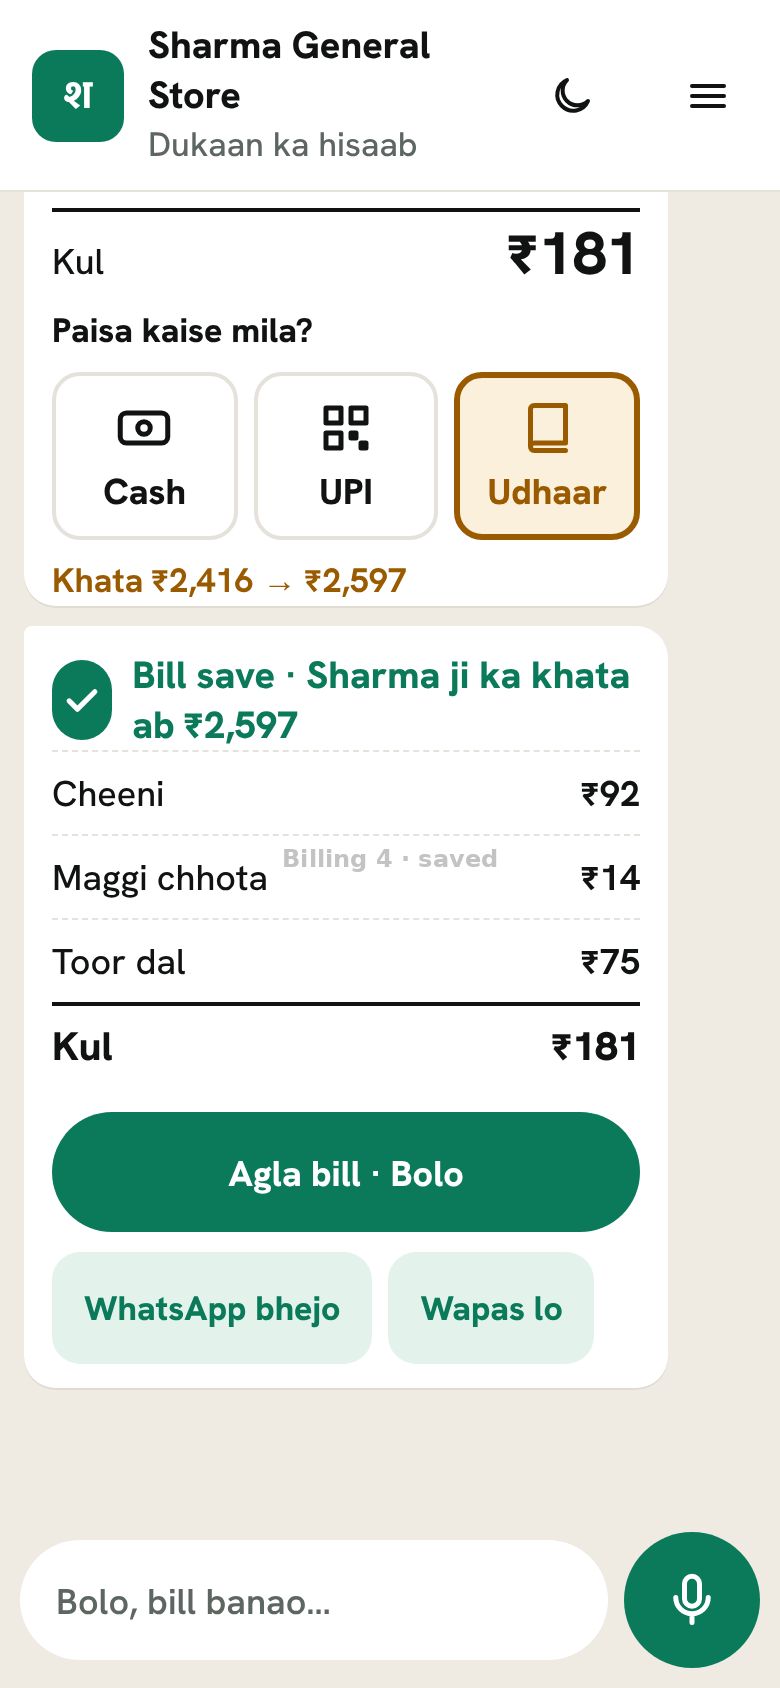 श
Sharma General
Store
Dukaan ka hisaab
Kul ₹181
Paisa kaise mila?
Cash UPI Udhaar
Khata ₹2,416 → ₹2,597
Bill save · Sharma ji ka khata
ab ₹2,597
Cheeni ₹92
Billing 4 · saved
Maggi chhota ₹14
Toor dal ₹75
Kul ₹181
Agla bill · Bolo
WhatsApp bhejo Wapas lo
Bolo, bill banao...